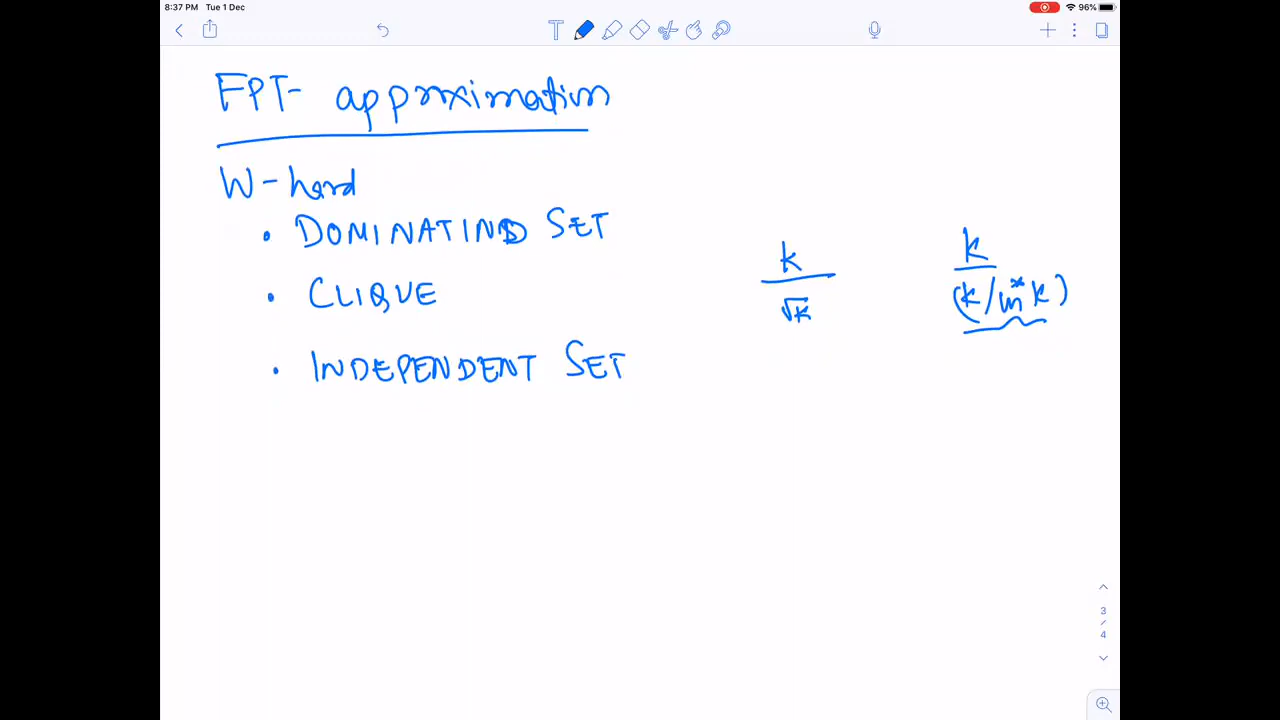 8:37 PM Tue 1 Dec 96%
FPT- approximation
W-hard
• DOMINATING SET
• CLIQUE
• INDEPENDENT SET
k
√k
k
(k/ln* k)
3
/
4